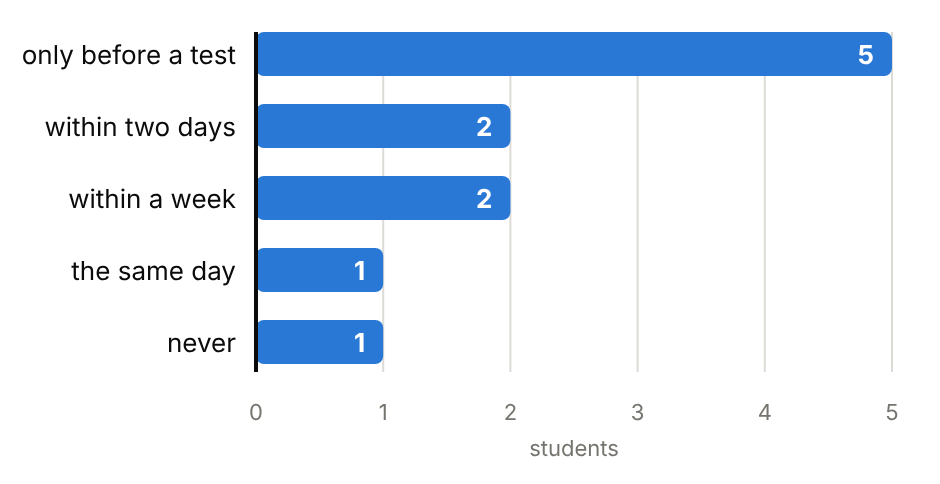 only before a test 5
within two days 2
within a week 2
the same day 1
never 1
0 1 2 3 4 5
students